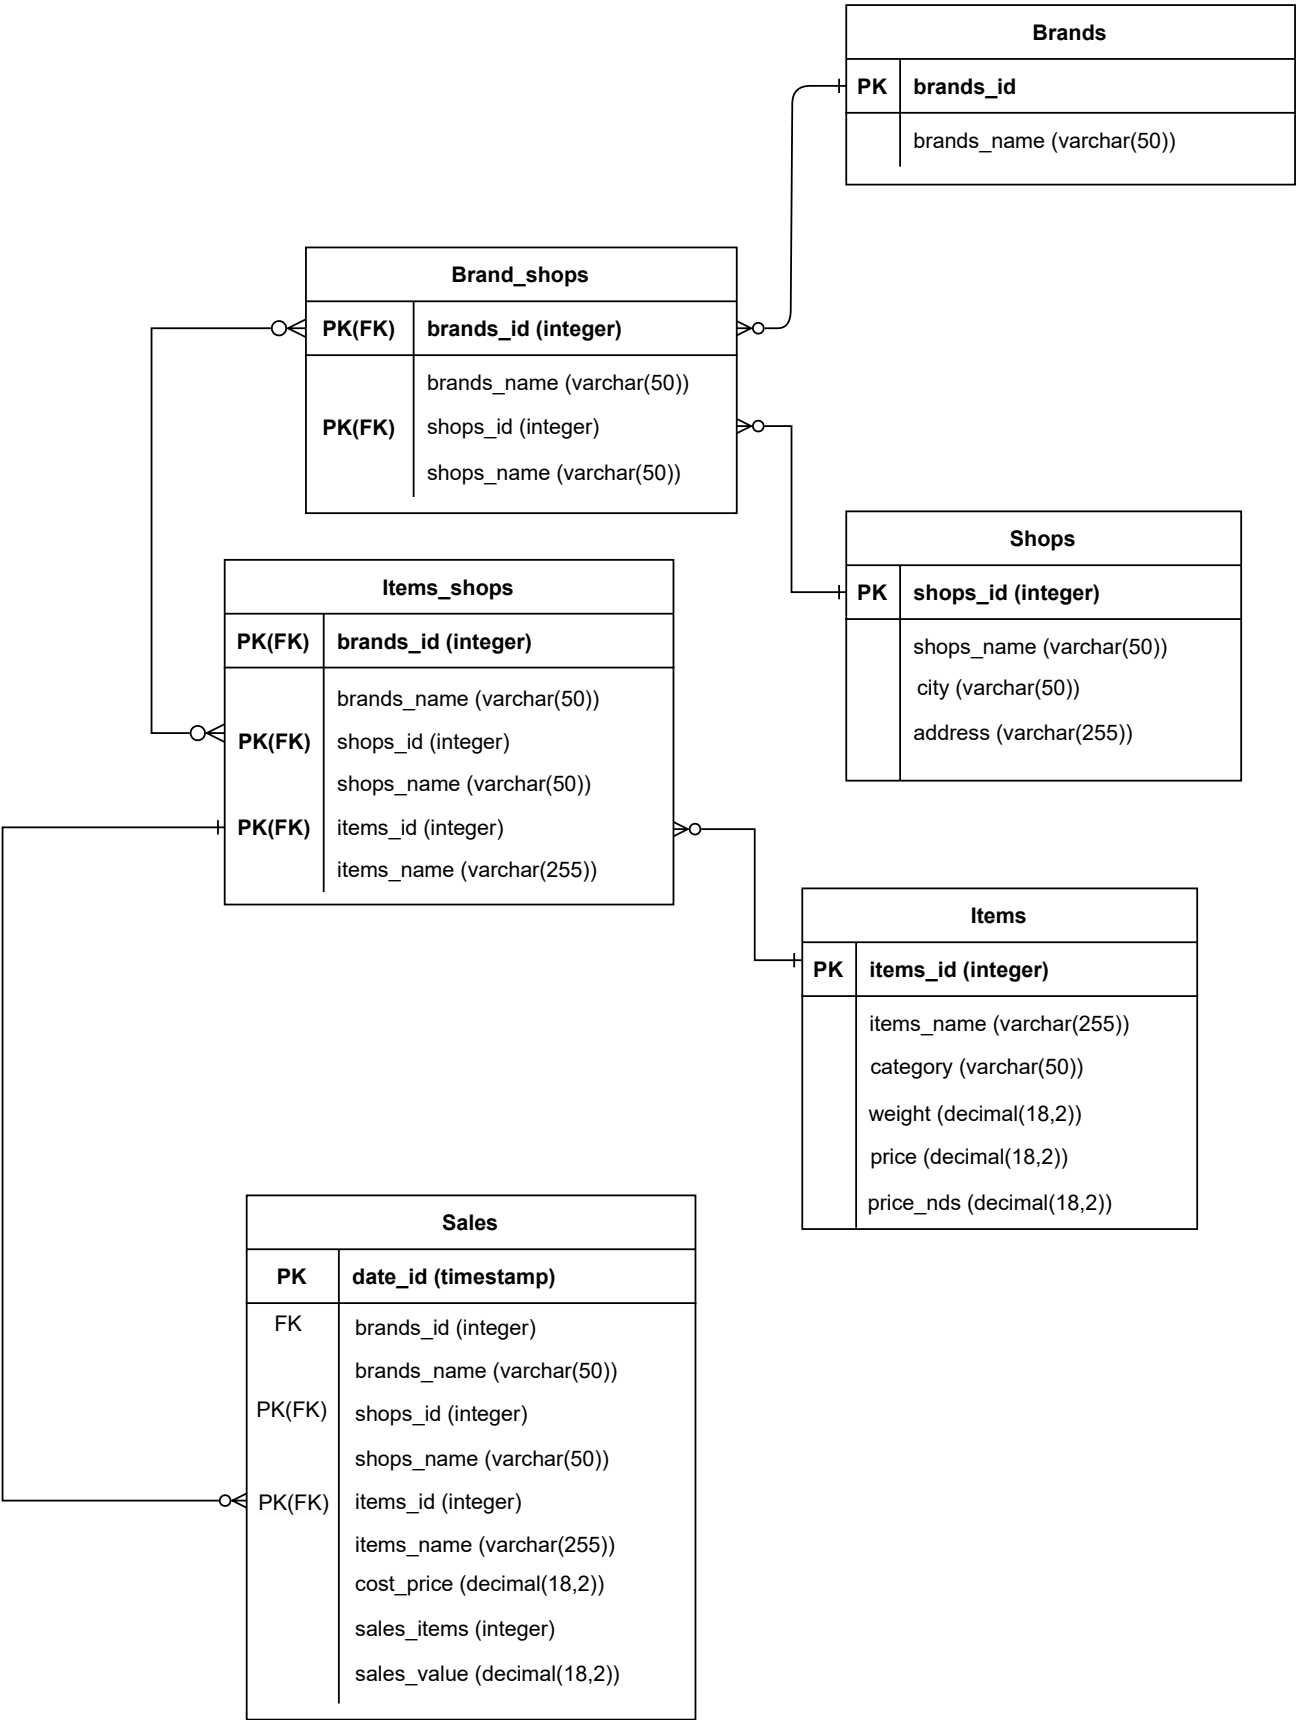 Brands
PK brands_id
brands_name (varchar(50))
Brand_shops
PK(FK) brands_id (integer)
brands_name (varchar(50))
PK(FK) shops_id (integer)
shops_name (varchar(50))
Shops
PK shops_id (integer)
shops_name (varchar(50))
city (varchar(50))
address (varchar(255))
Items_shops
PK(FK) brands_id (integer)
brands_name (varchar(50))
PK(FK) shops_id (integer)
shops_name (varchar(50))
PK(FK) items_id (integer)
items_name (varchar(255))
Items
PK items_id (integer)
items_name (varchar(255))
category (varchar(50))
weight (decimal(18,2))
price (decimal(18,2))
price_nds (decimal(18,2))
Sales
PK date_id (timestamp)
FK brands_id (integer)
brands_name (varchar(50))
PK(FK) shops_id (integer)
shops_name (varchar(50))
PK(FK) items_id (integer)
items_name (varchar(255))
cost_price (decimal(18,2))
sales_items (integer)
sales_value (decimal(18,2))